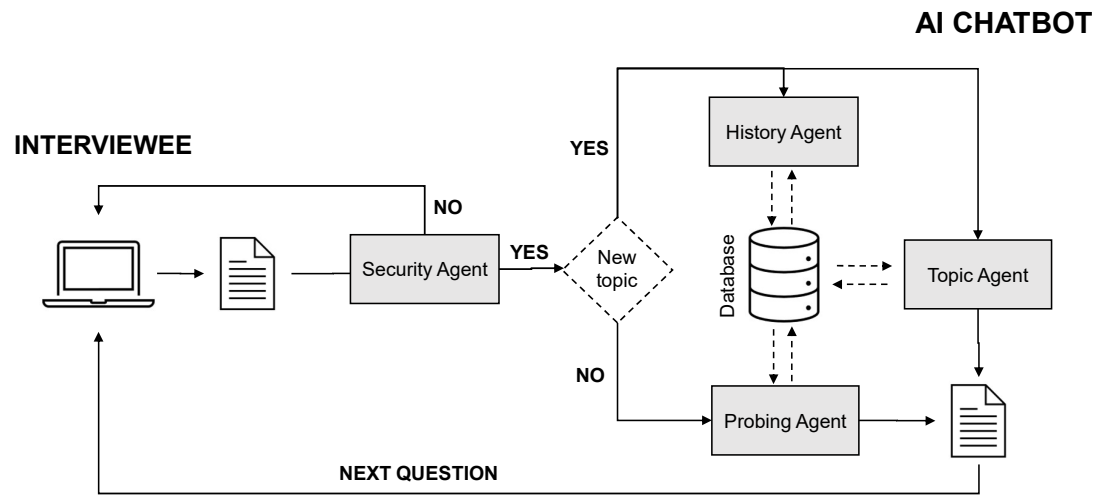 AI CHATBOT
INTERVIEWEE
History Agent
YES
NO
Security Agent
YES
New
topic
Database
Topic Agent
NO
Probing Agent
NEXT QUESTION